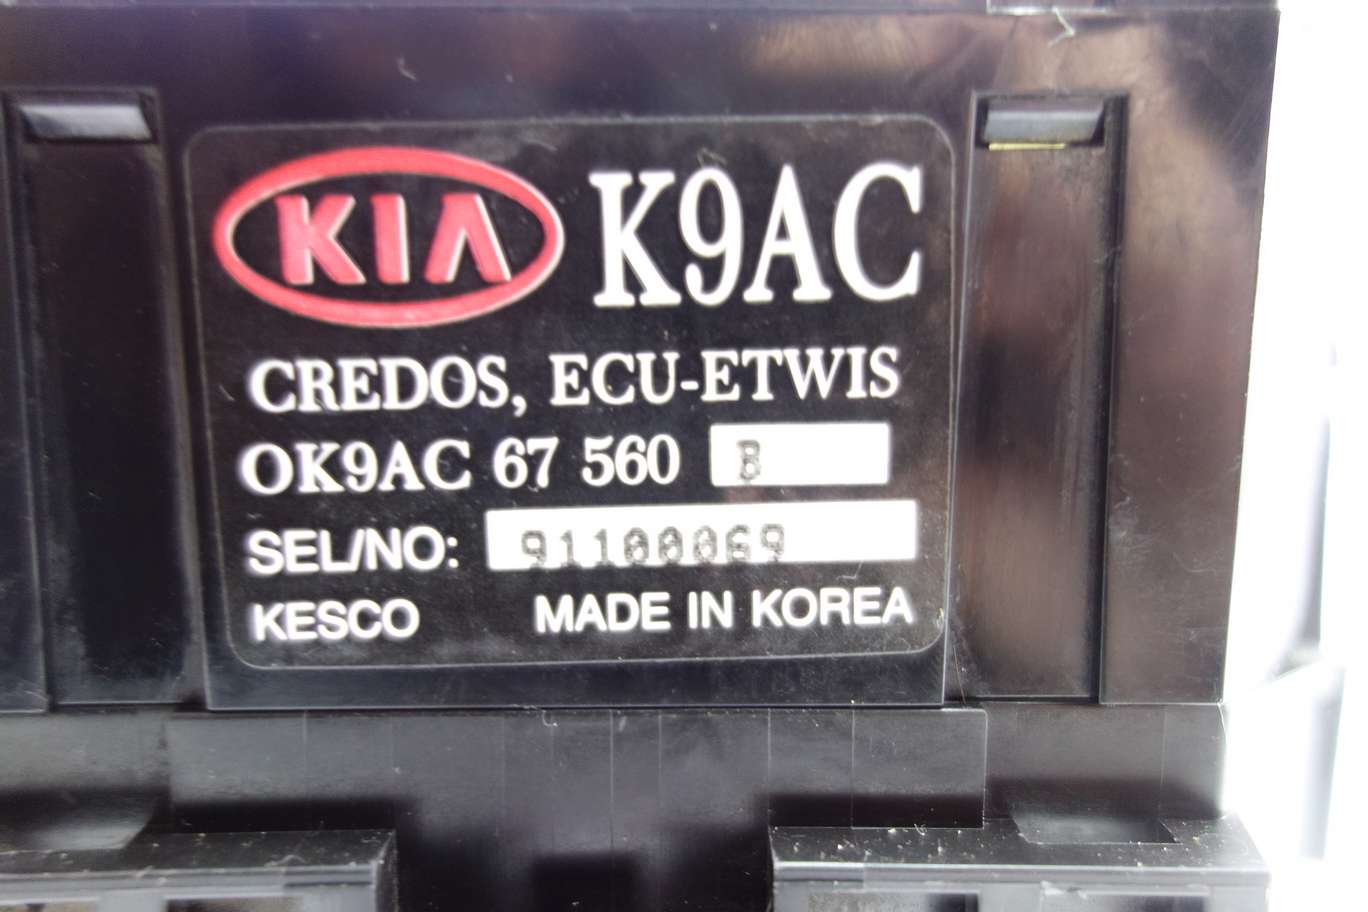 KIA K9AC
CREDOS, ECU-ETWIS
OK9AC 67 560 B
SEL/NO: 91100069
KESCO MADE IN KOREA